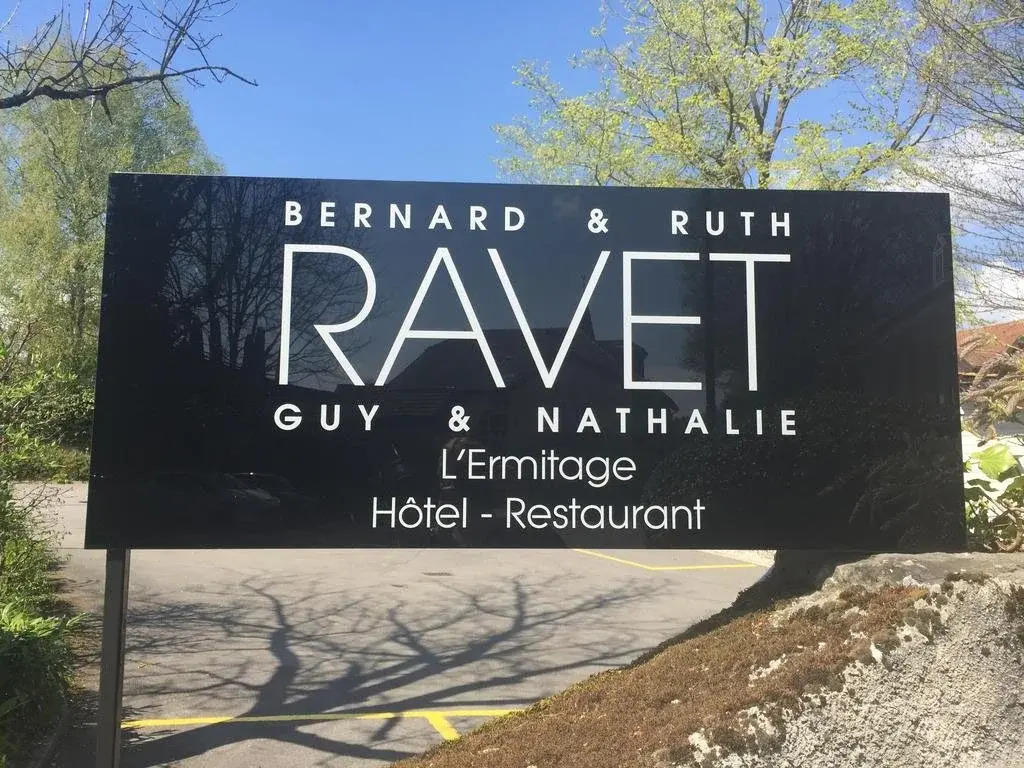 BERNARD & RUTH
RAVET
GUY & NATHALIE
L'Ermitage
Hôtel - Restaurant